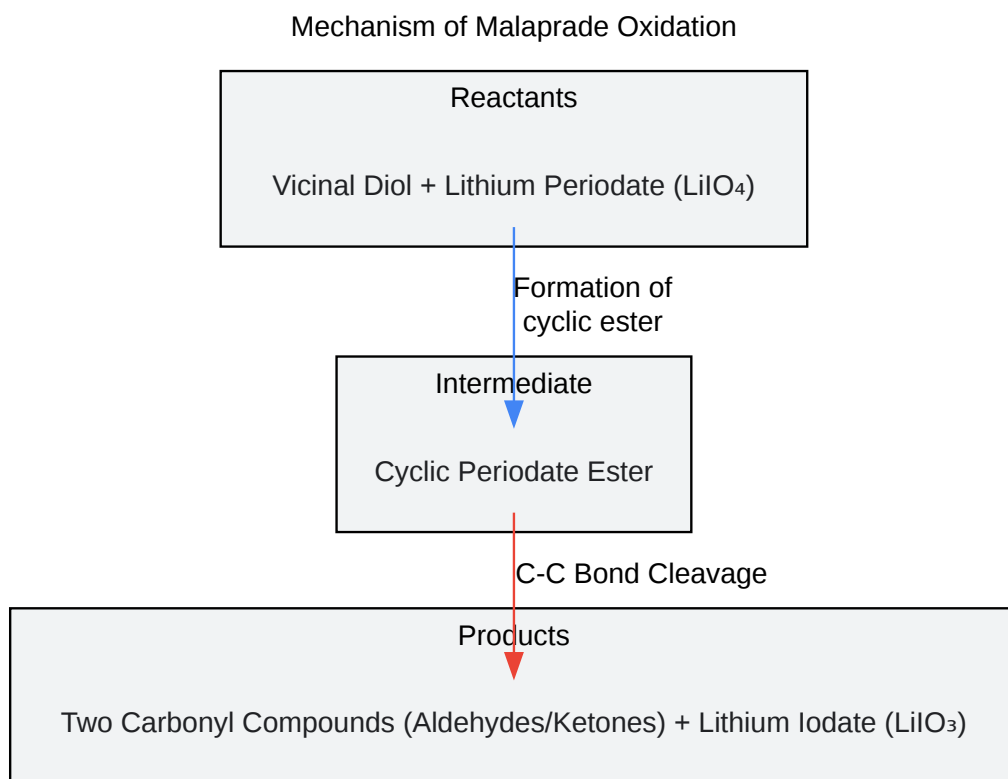 Mechanism of Malaprade Oxidation
Reactants
Vicinal Diol + Lithium Periodate (LiIO₄)
Formation of
cyclic ester
Intermediate
Cyclic Periodate Ester
C-C Bond Cleavage
Products
Two Carbonyl Compounds (Aldehydes/Ketones) + Lithium Iodate (LiIO₃)